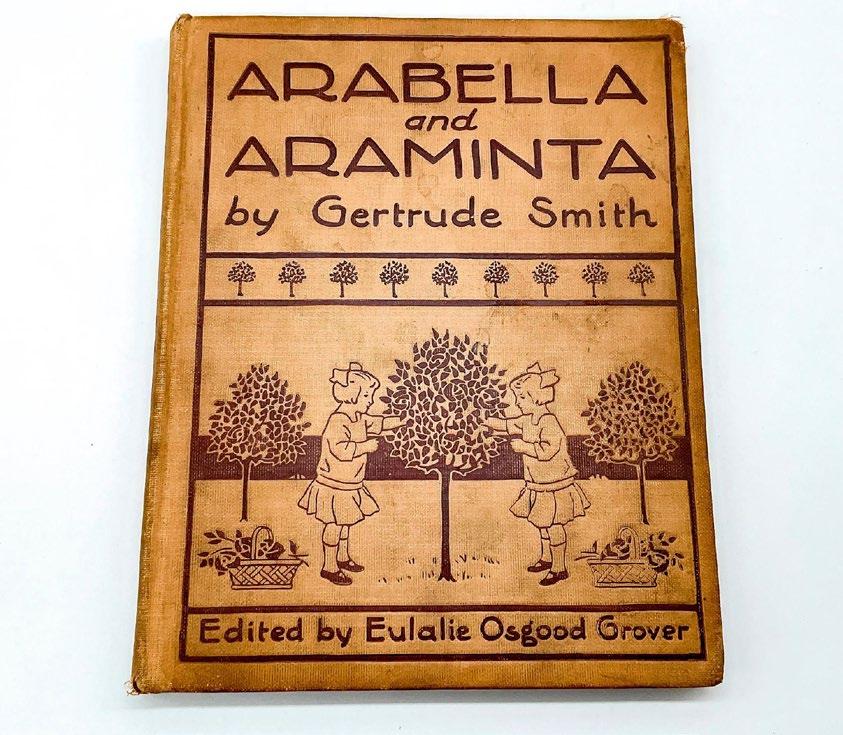 ARABELLA
and
ARAMINTA
by Gertrude Smith
Edited by Eulalie Osgood Grover